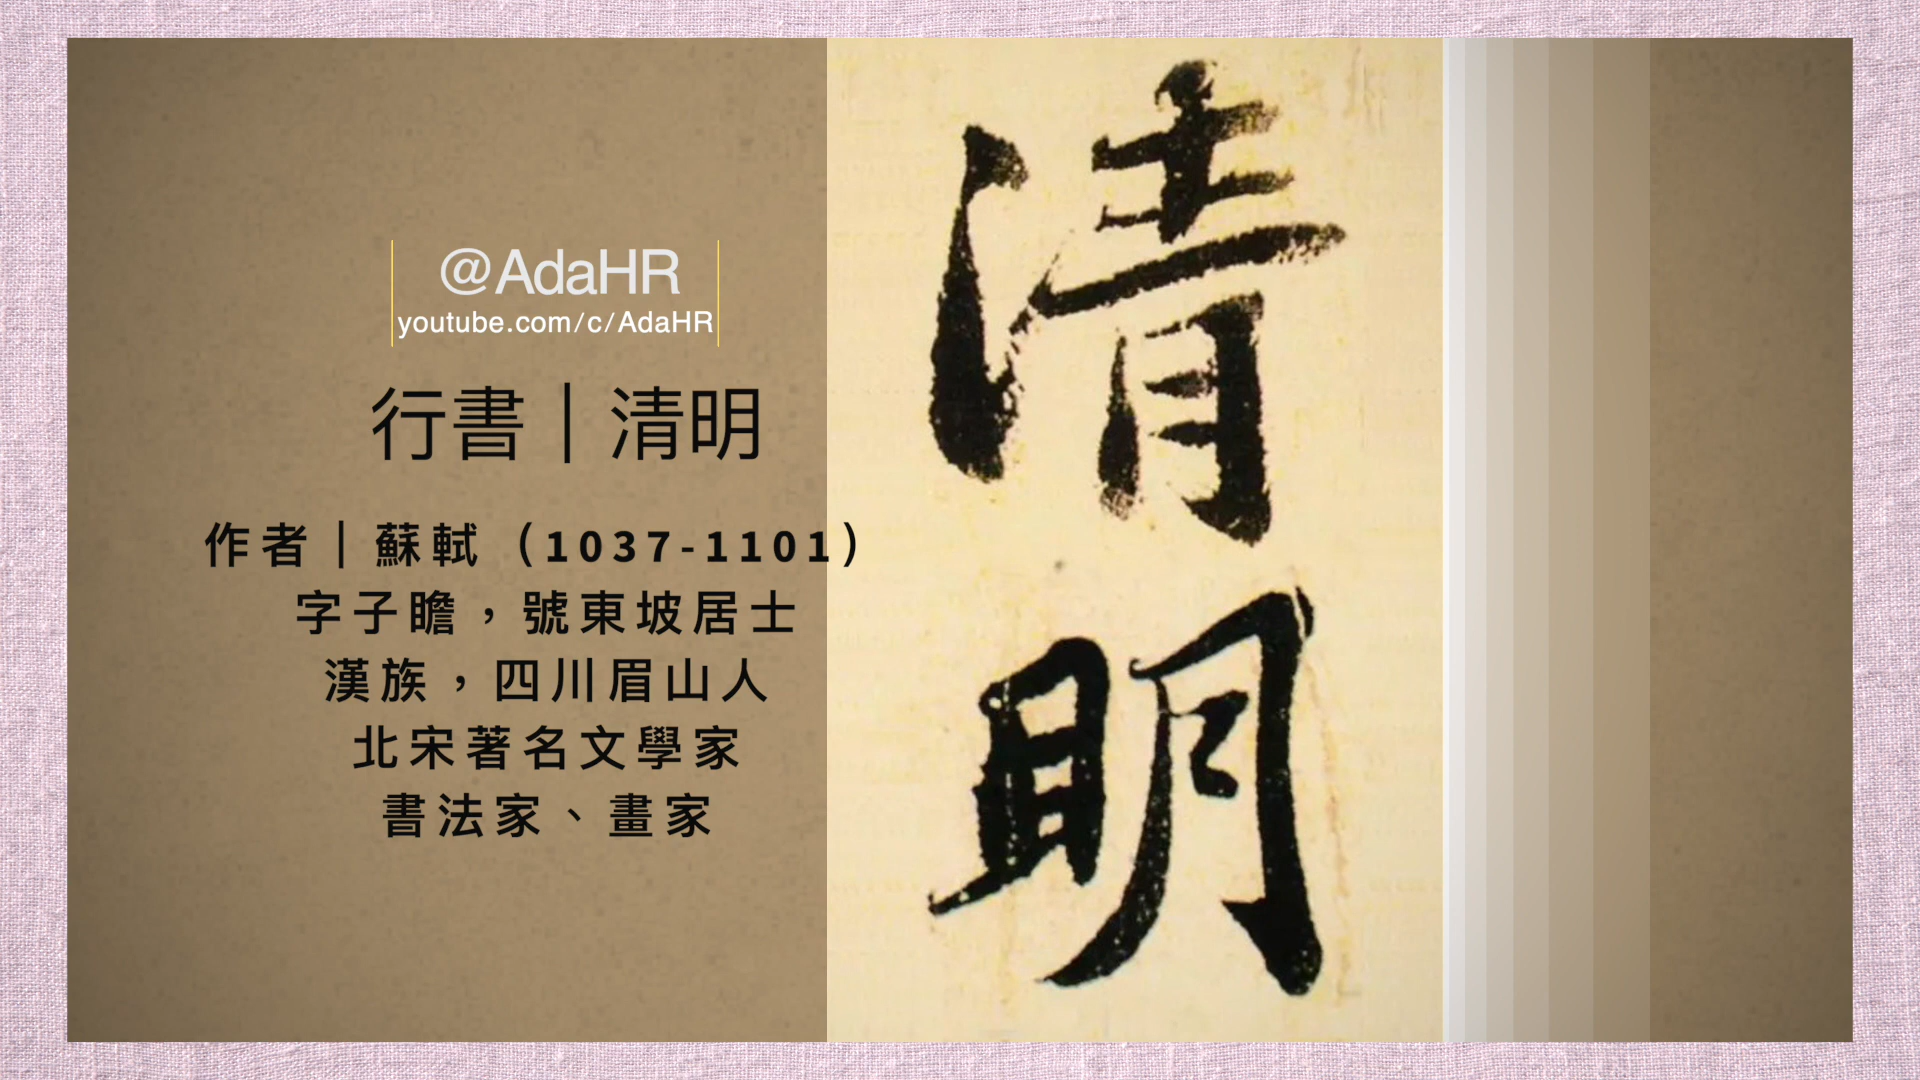 @AdaHR
youtube.com/c/AdaHR
行書｜清明
作者｜蘇軾（1037-1101）
字子瞻，號東坡居士
漢族，四川眉山人
北宋著名文學家
書法家、畫家
清
明